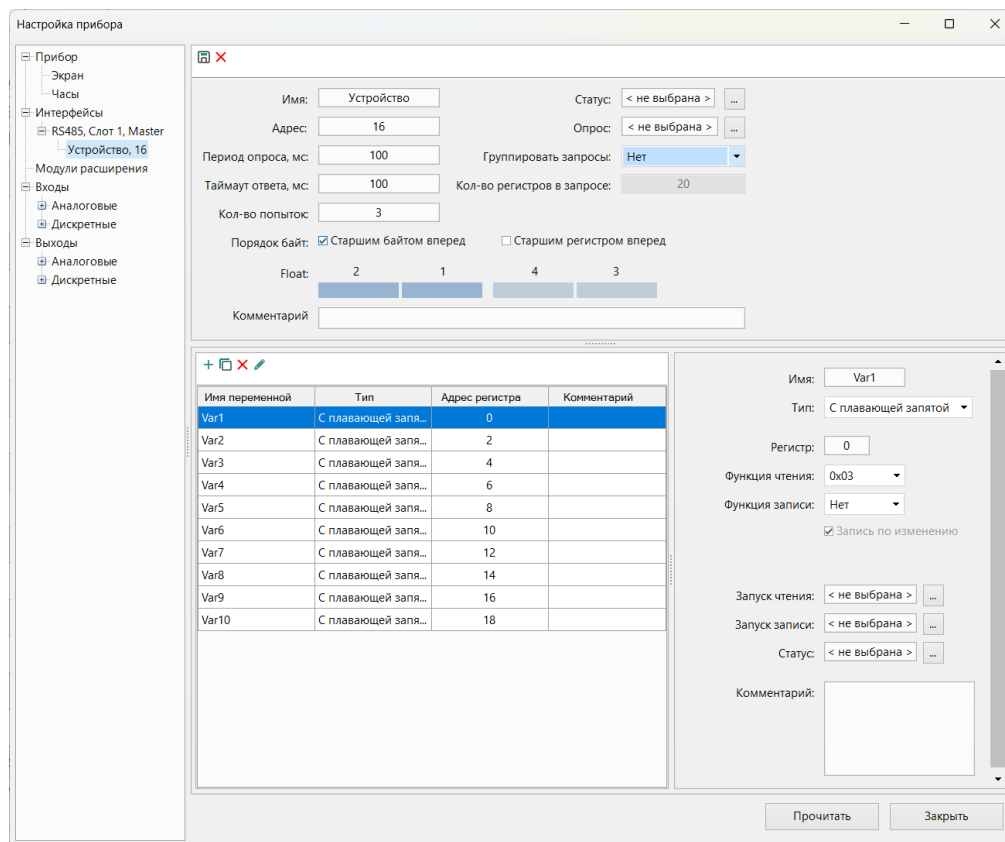 Настройка прибора
Прибор
Экран
Часы
Интерфейсы
RS485, Слот 1, Master
Устройство, 16
Модули расширения
Входы
Аналоговые
Дискретные
Выходы
Аналоговые
Дискретные
Имя: Устройство Статус: < не выбрана > ...
Адрес: 16 Опрос: < не выбрана > ...
Период опроса, мс: 100 Группировать запросы: Нет
Таймаут ответа, мс: 100 Кол-во регистров в запросе: 20
Кол-во попыток: 3
Порядок байт: Старшим байтом вперед Старшим регистром вперед
Float: 2 1 4 3
Комментарий
Имя переменной Тип Адрес регистра Комментарий
Var1 С плавающей запя... 0
Var2 С плавающей запя... 2
Var3 С плавающей запя... 4
Var4 С плавающей запя... 6
Var5 С плавающей запя... 8
Var6 С плавающей запя... 10
Var7 С плавающей запя... 12
Var8 С плавающей запя... 14
Var9 С плавающей запя... 16
Var10 С плавающей запя... 18
Имя: Var1
Тип: С плавающей запятой
Регистр: 0
Функция чтения: 0x03
Функция записи: Нет
Запись по изменению
Запуск чтения: < не выбрана > ...
Запуск записи: < не выбрана > ...
Статус: < не выбрана > ...
Комментарий:
Прочитать Закрыть